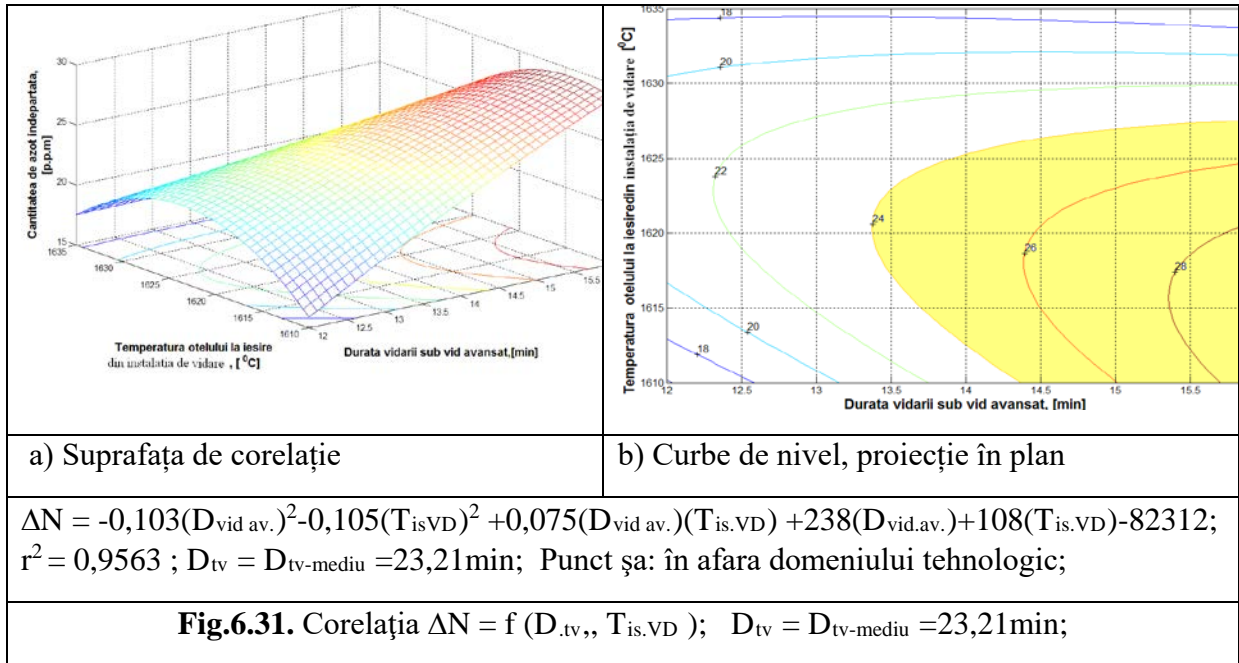 30
25
20
15
Cantitatea de azot indepartata,
[p.p.m]
1635
1630
1625
1620
1615
1610
12
12.5
13
13.5
14
14.5
15
15.5
Temperatura otelului la iesire
din instalatia de vidare , [ ⁰C]
Durata vidarii sub vid avansat,[min]
1635
1630
1625
1620
1615
1610
Temperatura otelului la iesiredin instalaţia de vidare [⁰C]
18
20
22
24
26
28
20
18
12 12.5 13 13.5 14 14.5 15 15.5
Durata vidarii sub vid avansat, [min]
a) Suprafața de corelație
b) Curbe de nivel, proiecție în plan
ΔN = -0,103(Dvid av.)²-0,105(TisVD)² +0,075(Dvid av.)(Tis.VD) +238(Dvid.av.)+108(Tis.VD)-82312;
r² = 0,9563 ; Dtv = Dtv-mediu =23,21min; Punct şa: în afara domeniului tehnologic;
Fig.6.31. Corelaţia ΔN = f (D.tv,, Tis.VD ); Dtv = Dtv-mediu =23,21min;